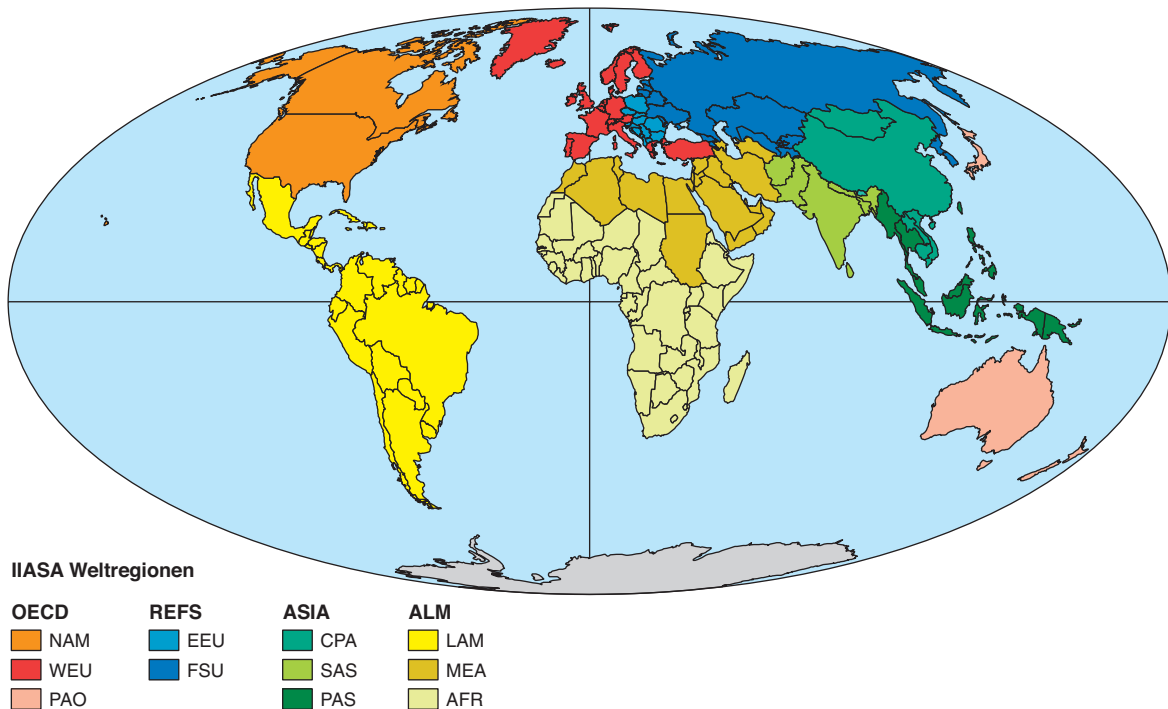 IIASA Weltregionen
OECD REFS ASIA ALM
NAM EEU CPA LAM
WEU FSU SAS MEA
PAO PAS AFR